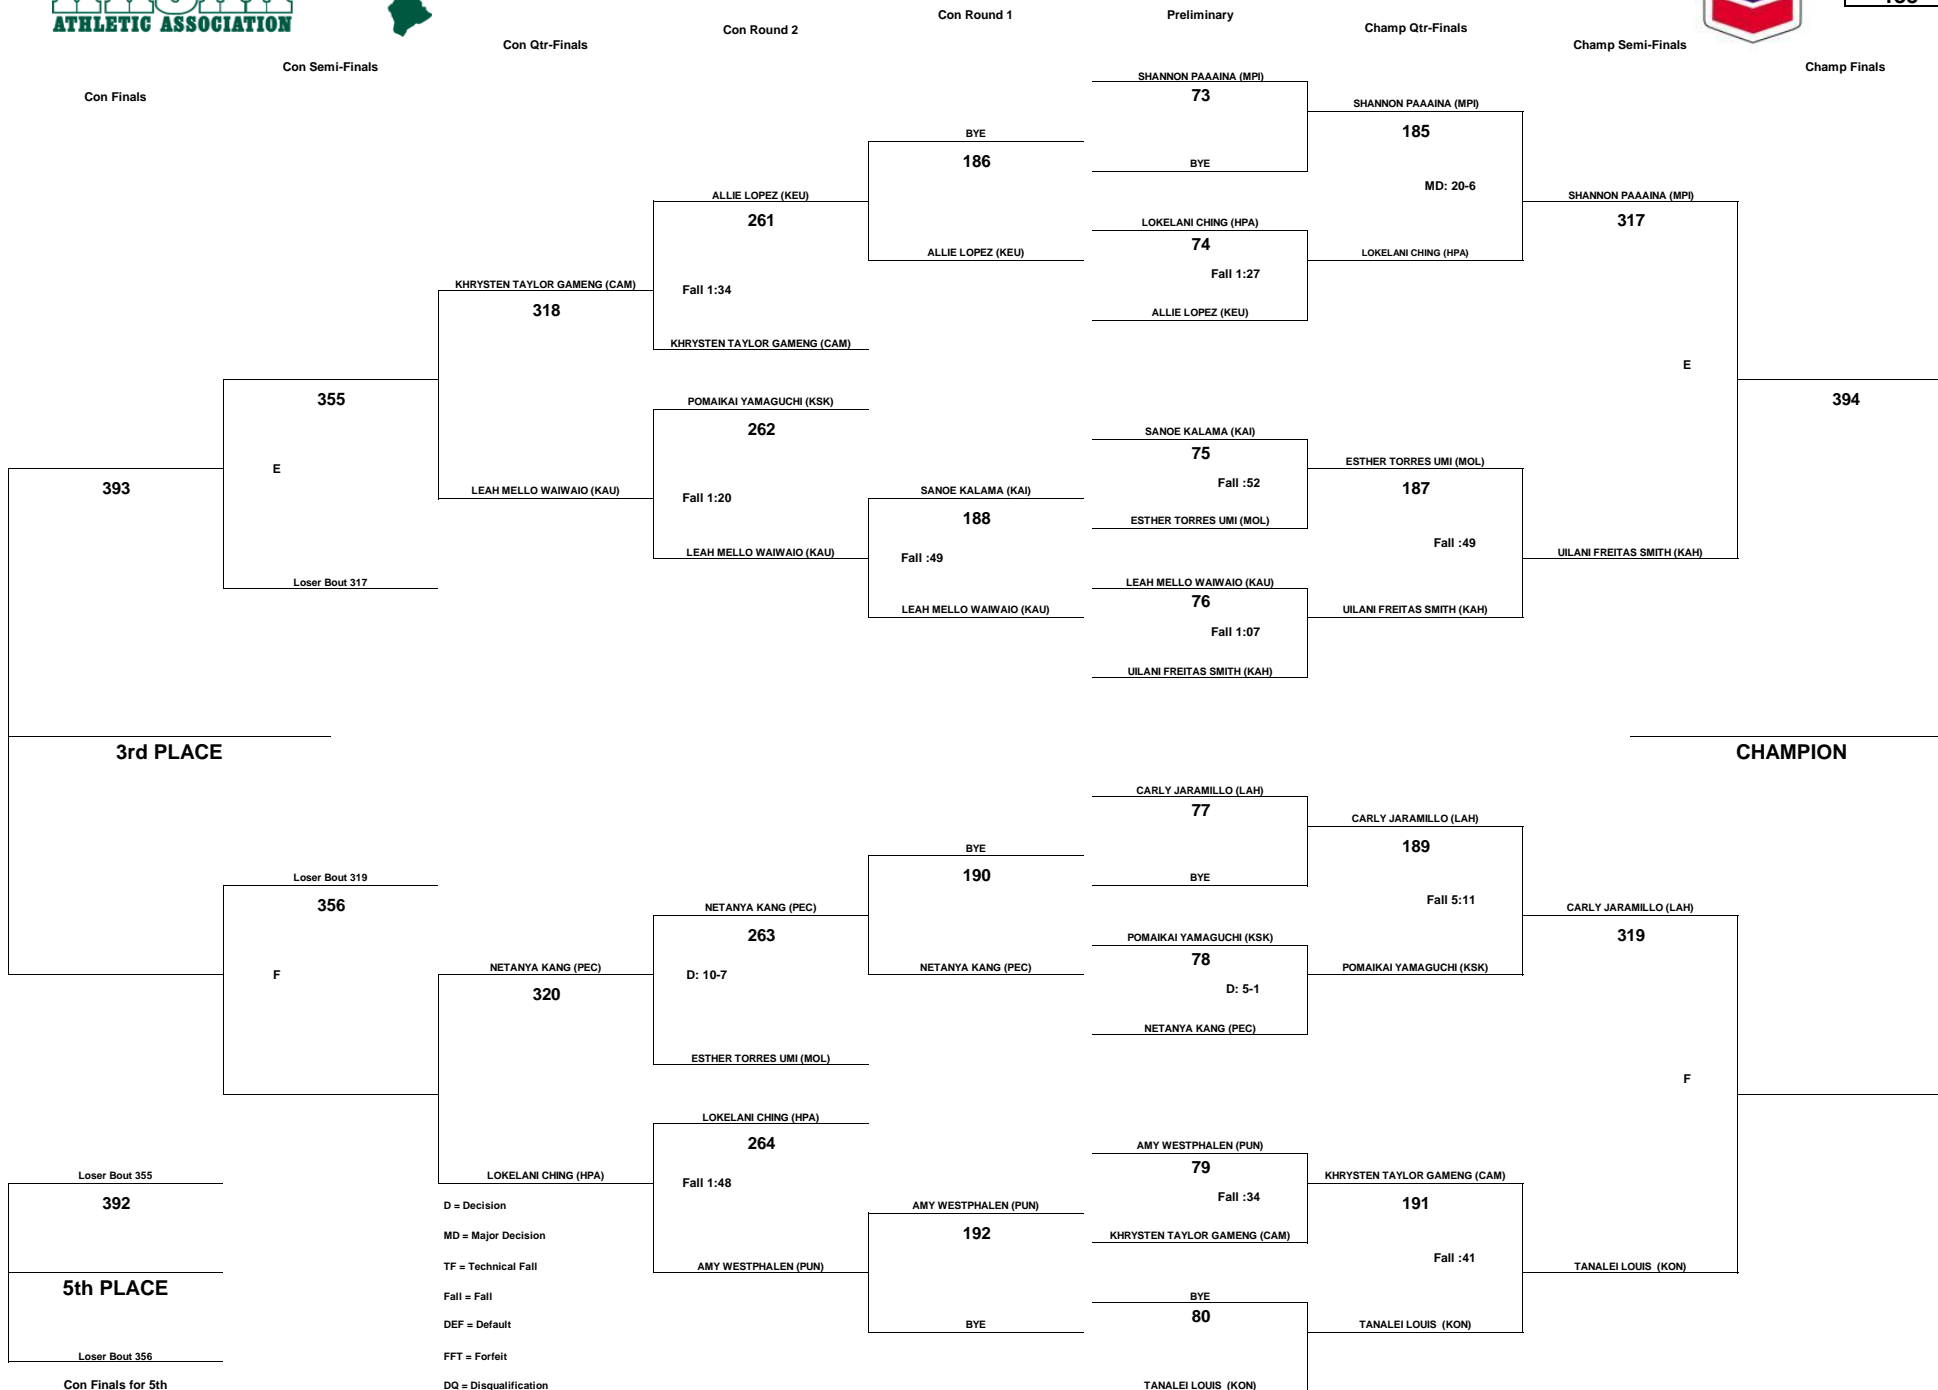 ATHLETIC ASSOCIATION
Con Finals
Con Semi-Finals
Con Qtr-Finals
Con Round 2
Con Round 1
Preliminary
Champ Qtr-Finals
Champ Semi-Finals
Champ Finals
SHANNON PAAAINA (MPI)
73
SHANNON PAAAINA (MPI)
185
BYE
186
BYE
MD: 20-6
ALLIE LOPEZ (KEU)
261
SHANNON PAAAINA (MPI)
317
LOKELANI CHING (HPA)
74
ALLIE LOPEZ (KEU)
LOKELANI CHING (HPA)
Fall 1:27
KHRYSTEN TAYLOR GAMENG (CAM)
318
Fall 1:34
ALLIE LOPEZ (KEU)
KHRYSTEN TAYLOR GAMENG (CAM)
E
355
POMAIKAI YAMAGUCHI (KSK)
394
262
SANOE KALAMA (KAI)
75
E
ESTHER TORRES UMI (MOL)
393
Fall :52
187
LEAH MELLO WAIWAIO (KAU)
Fall 1:20
SANOE KALAMA (KAI)
188
ESTHER TORRES UMI (MOL)
Fall :49
LEAH MELLO WAIWAIO (KAU)
Fall :49
UILANI FREITAS SMITH (KAH)
Loser Bout 317
LEAH MELLO WAIWAIO (KAU)
76
LEAH MELLO WAIWAIO (KAU)
UILANI FREITAS SMITH (KAH)
Fall 1:07
UILANI FREITAS SMITH (KAH)
3rd PLACE
CHAMPION
CARLY JARAMILLO (LAH)
77
CARLY JARAMILLO (LAH)
189
BYE
190
BYE
Loser Bout 319
356
Fall 5:11
NETANYA KANG (PEC)
263
CARLY JARAMILLO (LAH)
319
POMAIKAI YAMAGUCHI (KSK)
78
F
NETANYA KANG (PEC)
320
D: 10-7
NETANYA KANG (PEC)
POMAIKAI YAMAGUCHI (KSK)
D: 5-1
NETANYA KANG (PEC)
ESTHER TORRES UMI (MOL)
F
LOKELANI CHING (HPA)
264
AMY WESTPHALEN (PUN)
79
Loser Bout 355
392
LOKELANI CHING (HPA)
Fall 1:48
KHRYSTEN TAYLOR GAMENG (CAM)
191
Fall :34
D = Decision
AMY WESTPHALEN (PUN)
192
MD = Major Decision
KHRYSTEN TAYLOR GAMENG (CAM)
Fall :41
TF = Technical Fall
AMY WESTPHALEN (PUN)
TANALEI LOUIS (KON)
5th PLACE
Fall = Fall
BYE
80
DEF = Default
BYE
TANALEI LOUIS (KON)
Loser Bout 356
FFT = Forfeit
Con Finals for 5th
DQ = Disqualification
TANALEI LOUIS (KON)